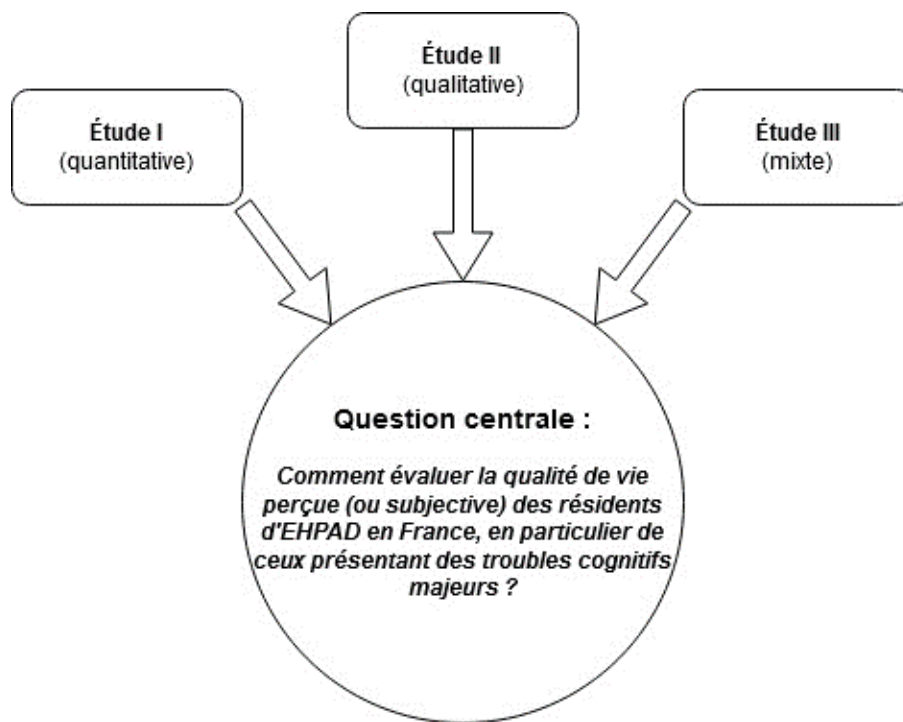 Étude I
(quantitative)
Étude II
(qualitative)
Étude III
(mixte)
Question centrale :
Comment évaluer la qualité de vie
perçue (ou subjective) des résidents
d'EHPAD en France, en particulier de
ceux présentant des troubles cognitifs
majeurs ?